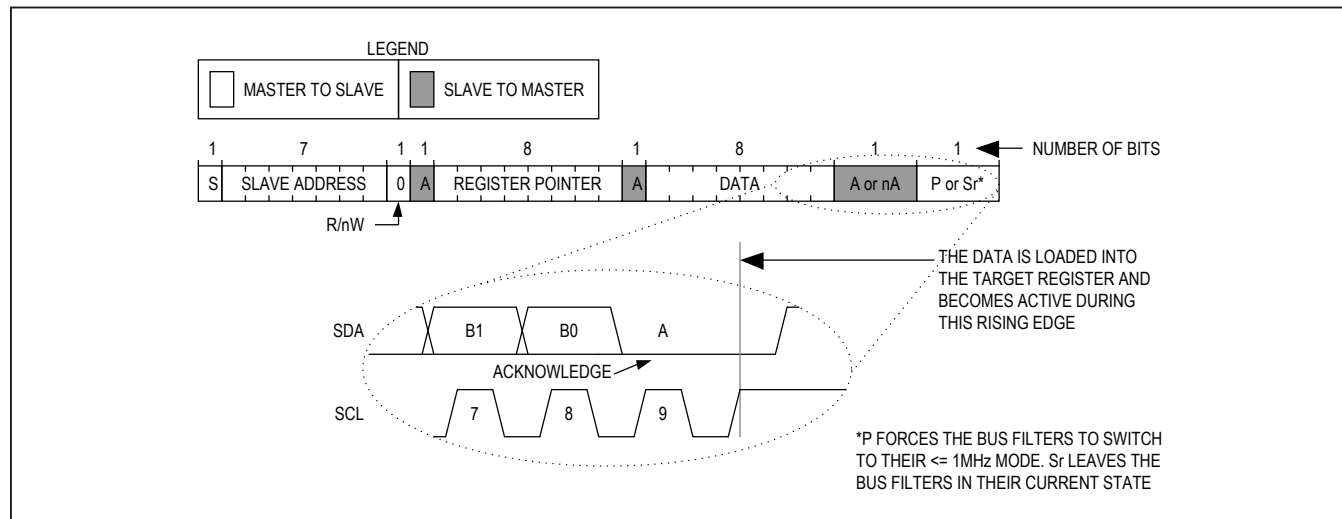 LEGEND
MASTER TO SLAVE SLAVE TO MASTER
1 7 1 1 8 1 8 1 1 NUMBER OF BITS
S SLAVE ADDRESS 0 A REGISTER POINTER A DATA A or nA P or Sr*
R/nW
THE DATA IS LOADED INTO
THE TARGET REGISTER AND
BECOMES ACTIVE DURING
THIS RISING EDGE
SDA B1 B0 A
ACKNOWLEDGE
SCL 7 8 9
*P FORCES THE BUS FILTERS TO SWITCH
TO THEIR <= 1MHz MODE. Sr LEAVES THE
BUS FILTERS IN THEIR CURRENT STATE